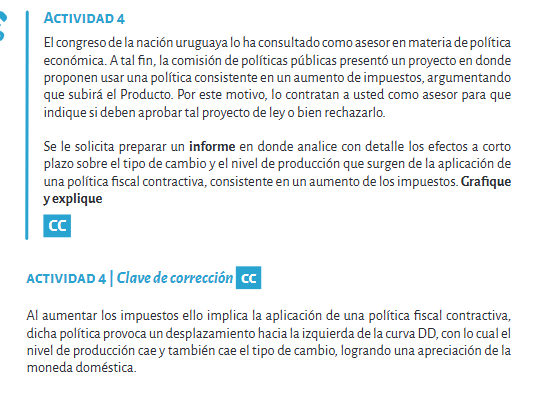 ACTIVIDAD 4
El congreso de la nación uruguaya lo ha consultado como asesor en materia de política
económica. A tal fin, la comisión de políticas públicas presentó un proyecto en donde
proponen usar una política consistente en un aumento de impuestos, argumentando
que subirá el Producto. Por este motivo, lo contratan a usted como asesor para que
indique si deben aprobar tal proyecto de ley o bien rechazarlo.
Se le solicita preparar un informe en donde analice con detalle los efectos a corto
plazo sobre el tipo de cambio y el nivel de producción que surgen de la aplicación de
una política fiscal contractiva, consistente en un aumento de los impuestos. Grafique
y explique
CC
ACTIVIDAD 4 | Clave de corrección CC
Al aumentar los impuestos ello implica la aplicación de una política fiscal contractiva,
dicha política provoca un desplazamiento hacia la izquierda de la curva DD, con lo cual el
nivel de producción cae y también cae el tipo de cambio, logrando una apreciación de la
moneda doméstica.